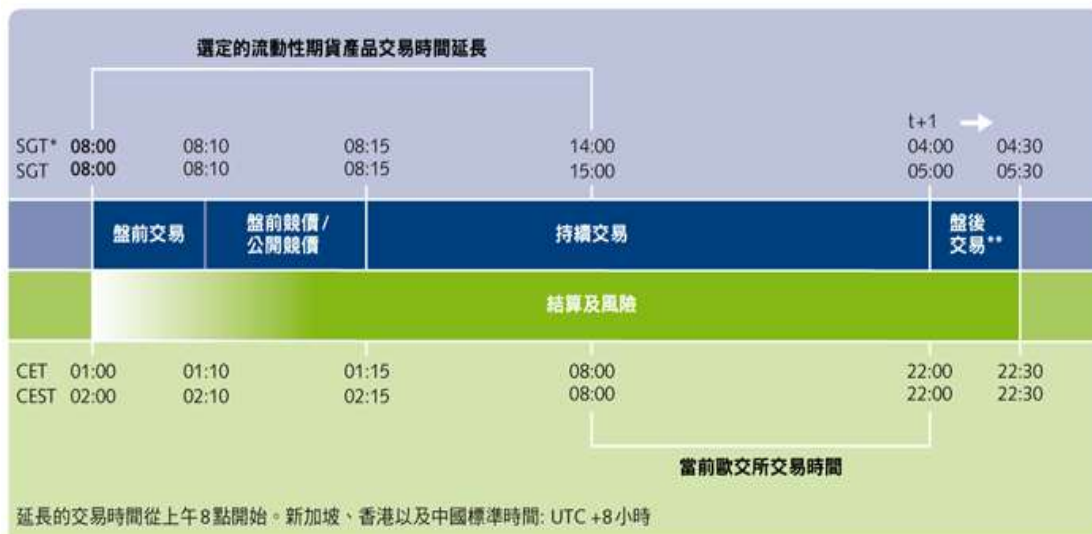 選定的流動性期貨產品交易時間延長
t+1
SGT* 08:00 08:10 08:15 14:00 04:00 04:30
SGT 08:00 08:10 08:15 15:00 05:00 05:30
盤前交易
盤前競價/
公開競價
持續交易
盤後
交易**
結算及風險
CET 01:00 01:10 01:15 08:00 22:00 22:30
CEST 02:00 02:10 02:15 08:00 22:00 22:30
當前歐交所交易時間
延長的交易時間從上午8點開始。新加坡、香港以及中國標準時間: UTC +8小時